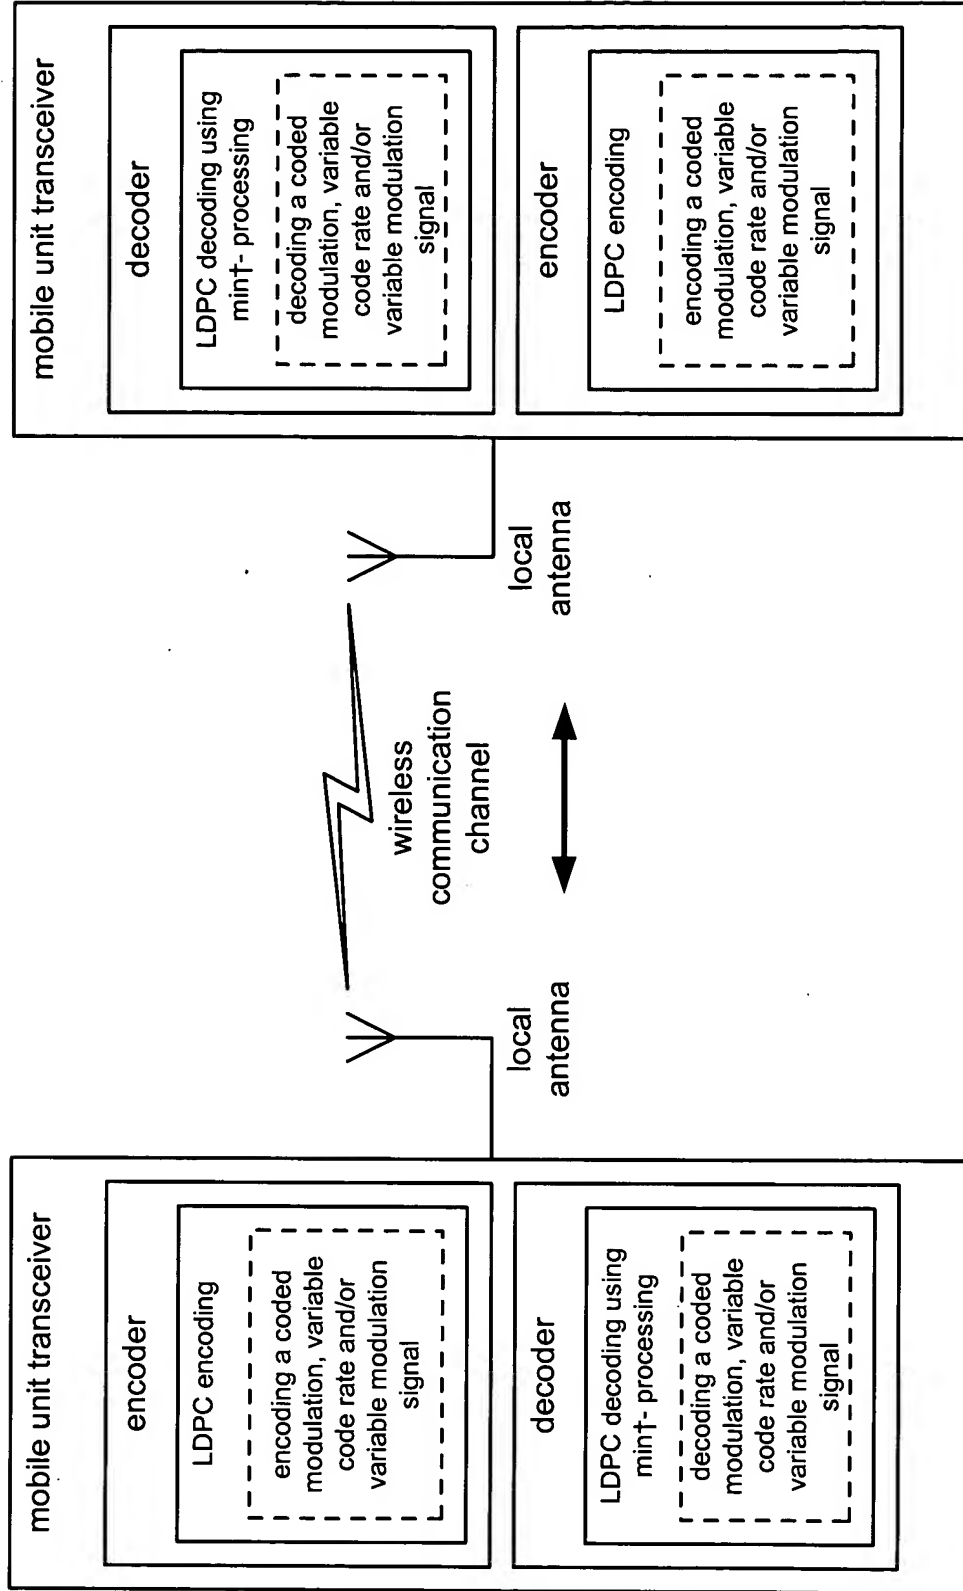 mobile unit transceiver
encoder
LDPC encoding
encoding a coded
modulation, variable
code rate and/or
variable modulation
signal
decoder
LDPC decoding using
min†- processing
decoding a coded
modulation, variable
code rate and/or
variable modulation
signal
local
antenna
wireless
communication
channel
local
antenna
mobile unit transceiver
decoder
LDPC decoding using
min†- processing
decoding a coded
modulation, variable
code rate and/or
variable modulation
signal
encoder
LDPC encoding
encoding a coded
modulation, variable
code rate and/or
variable modulation
signal